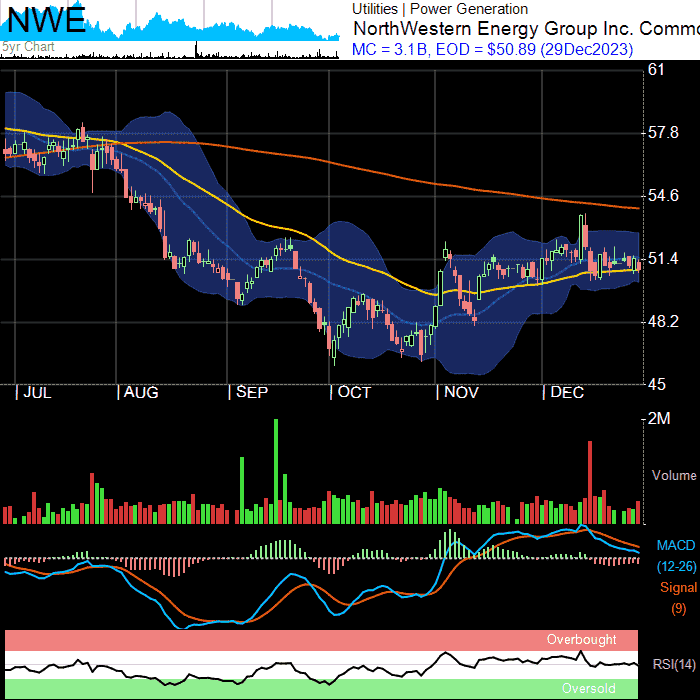 NWE
5yr Chart
Utilities | Power Generation
NorthWestern Energy Group Inc. Commo
MC = 3.1B, EOD = $50.89 (29Dec2023)
61
57.8
54.6
51.4
48.2
45
JUL AUG SEP OCT NOV DEC
2M
Volume
MACD
(12-26)
Signal
(9)
Overbought
RSI(14)
Oversold